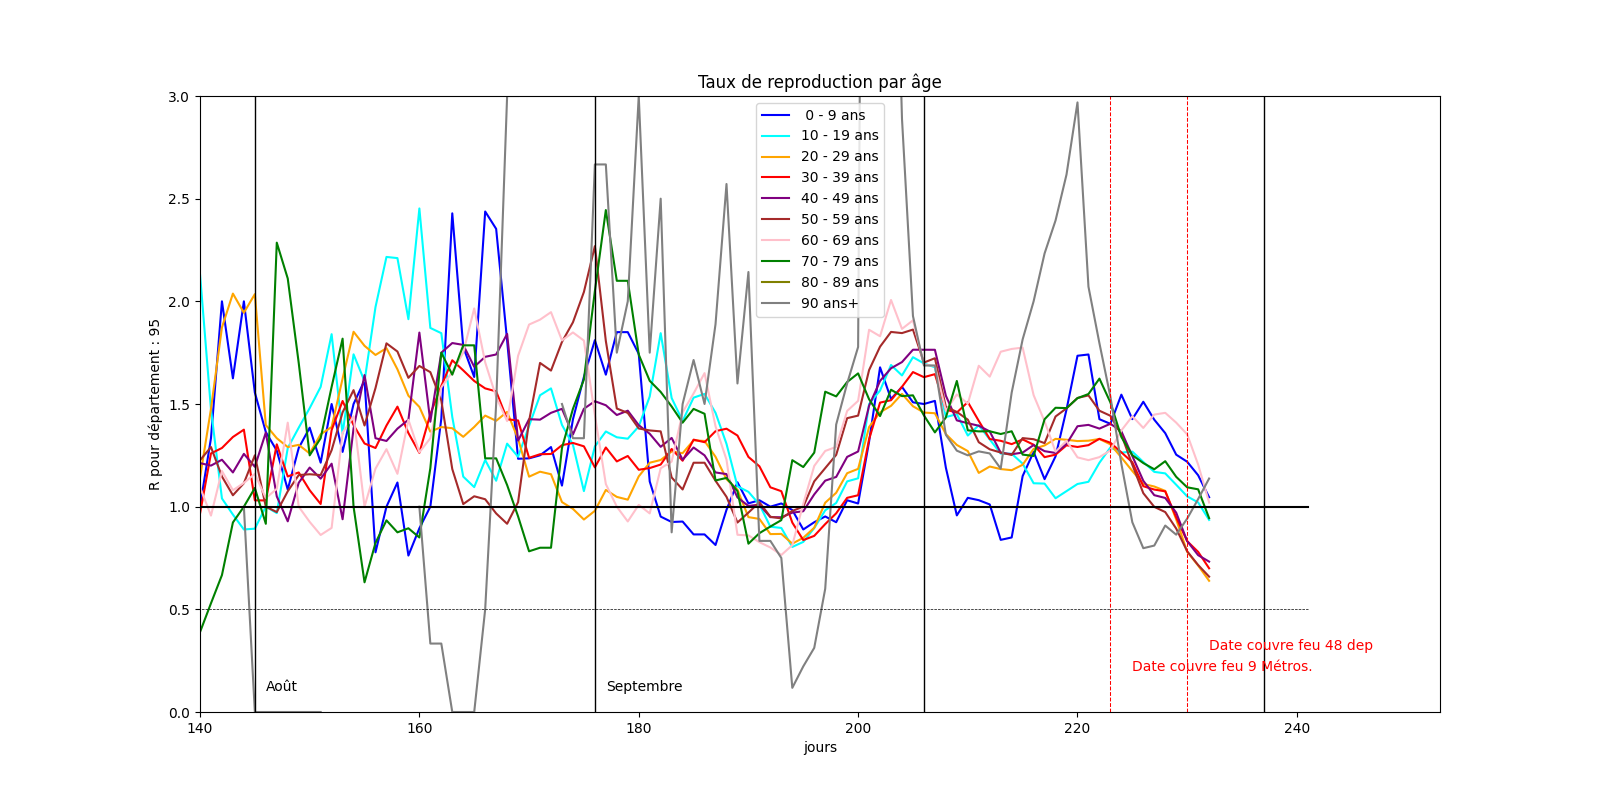 Taux de reproduction par âge
R pour département : 95
3.0
2.5
2.0
1.5
1.0
0.5
0.0
0 - 9 ans
10 - 19 ans
20 - 29 ans
30 - 39 ans
40 - 49 ans
50 - 59 ans
60 - 69 ans
70 - 79 ans
80 - 89 ans
90 ans+
Date couvre feu 48 dep
Date couvre feu 9 Métros.
Août
Septembre
140
160
180
200
220
240
jours